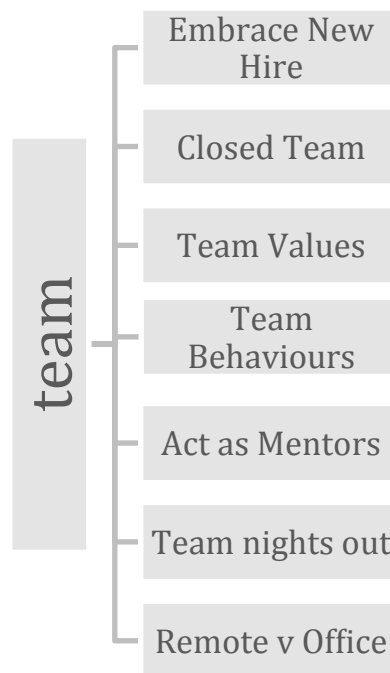 team
Embrace New
Hire
Closed Team
Team Values
Team
Behaviours
Act as Mentors
Team nights out
Remote v Office